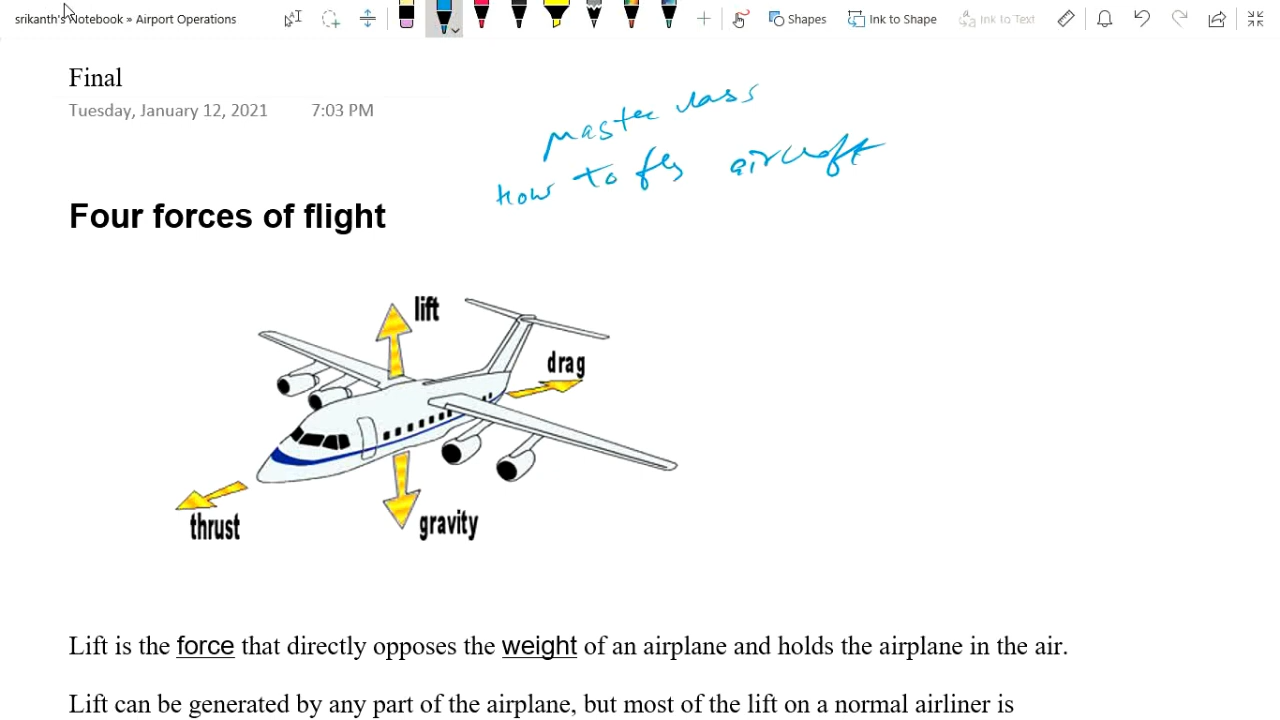 srikanth's Notebook » Airport Operations
Shapes
Ink to Shape
Ink to Text
Final
Tuesday, January 12, 2021 7:03 PM
master class
How to fly aircraft
Four forces of flight
lift
drag
thrust
gravity
Lift is the force that directly opposes the weight of an airplane and holds the airplane in the air.
Lift can be generated by any part of the airplane, but most of the lift on a normal airliner is